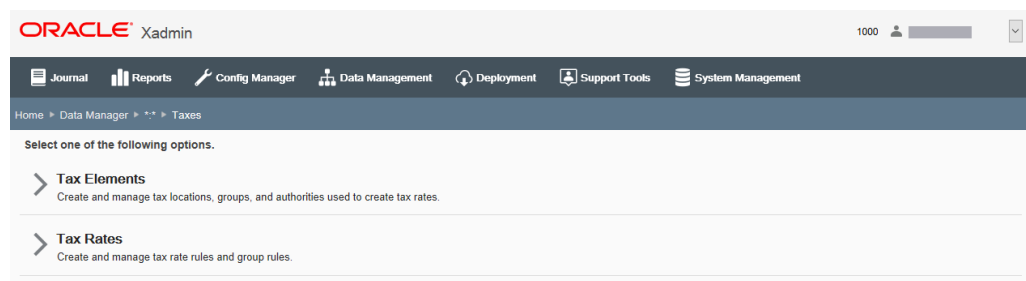 ORACLE Xadmin
1000
Journal Reports Config Manager Data Management Deployment Support Tools System Management
Home Data Manager *:* Taxes
Select one of the following options.
Tax Elements
Create and manage tax locations, groups, and authorities used to create tax rates.
Tax Rates
Create and manage tax rate rules and group rules.